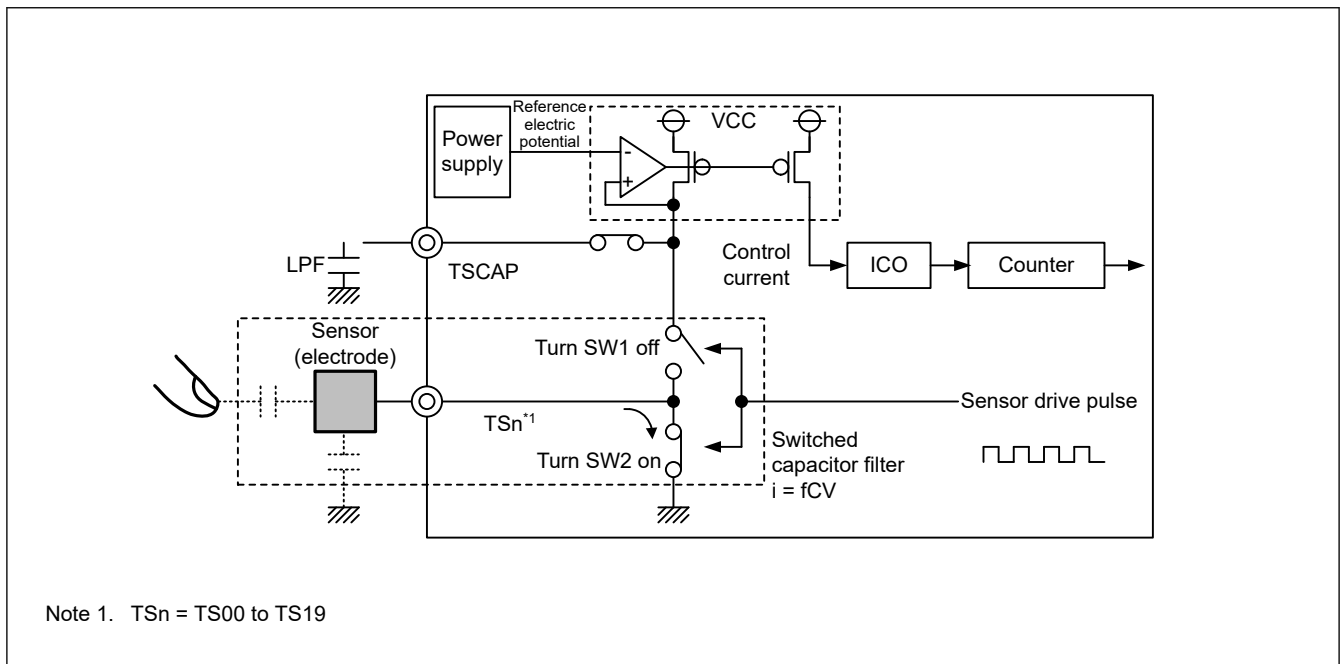 Reference
electric
potential
Power
supply
VCC
-
+
LPF
TSCAP
Control
current
ICO
Counter
Sensor
(electrode)
Turn SW1 off
TSn*1
Sensor drive pulse
Turn SW2 on
Switched
capacitor filter
i = fCV
Note 1. TSn = TS00 to TS19